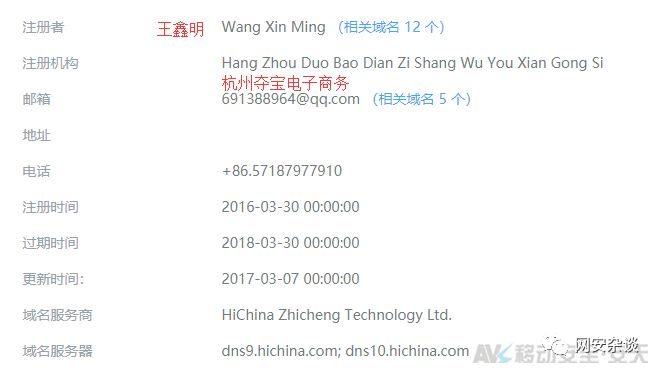 注册者 王鑫明 Wang Xin Ming （相关域名 12 个）
注册机构 Hang Zhou Duo Bao Dian Zi Shang Wu You Xian Gong Si
杭州夺宝电子商务
邮箱 691388964@qq.com （相关域名 5 个）
地址
电话 +86.57187977910
注册时间 2016-03-30 00:00:00
过期时间 2018-03-30 00:00:00
更新时间: 2017-03-07 00:00:00
域名服务商 HiChina Zhicheng Technology Ltd.
域名服务器 dns9.hichina.com; dns10.hichina.com
AVL 移动安全·安天
网安杂谈